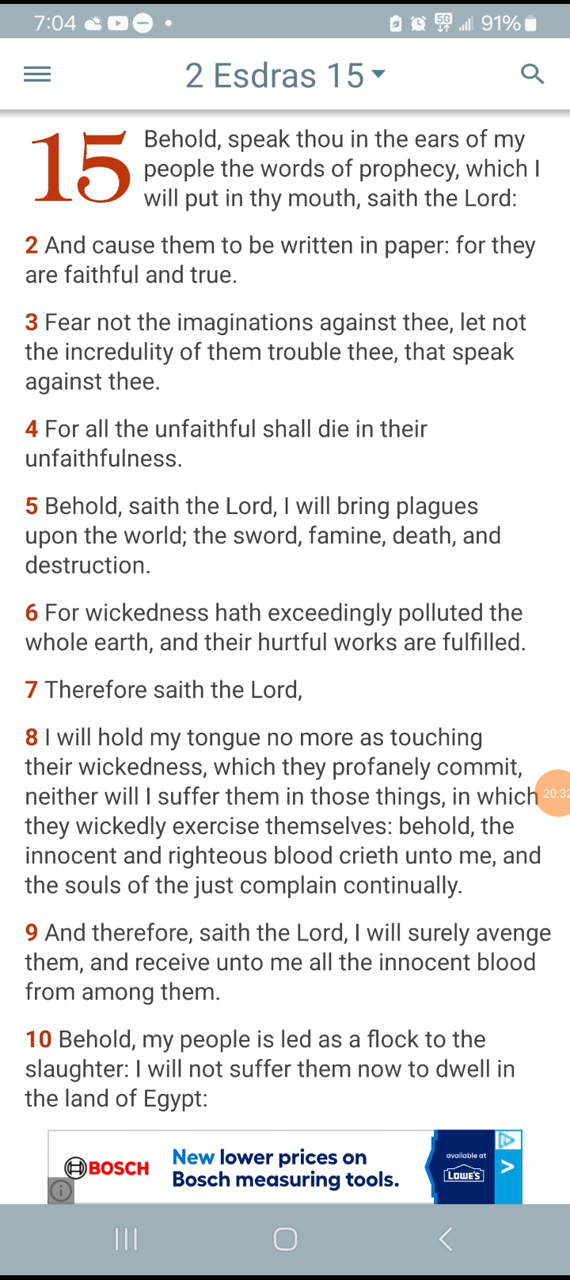 7:04
5G 91%
2 Esdras 15
15 Behold, speak thou in the ears of my
people the words of prophecy, which I
will put in thy mouth, saith the Lord:
2 And cause them to be written in paper: for they
are faithful and true.
3 Fear not the imaginations against thee, let not
the incredulity of them trouble thee, that speak
against thee.
4 For all the unfaithful shall die in their
unfaithfulness.
5 Behold, saith the Lord, I will bring plagues
upon the world; the sword, famine, death, and
destruction.
6 For wickedness hath exceedingly polluted the
whole earth, and their hurtful works are fulfilled.
7 Therefore saith the Lord,
8 I will hold my tongue no more as touching
their wickedness, which they profanely commit,
neither will I suffer them in those things, in which
20:32
they wickedly exercise themselves: behold, the
innocent and righteous blood crieth unto me, and
the souls of the just complain continually.
9 And therefore, saith the Lord, I will surely avenge
them, and receive unto me all the innocent blood
from among them.
10 Behold, my people is led as a flock to the
slaughter: I will not suffer them now to dwell in
the land of Egypt:
BOSCH
New lower prices on
Bosch measuring tools.
available at
LOWE'S